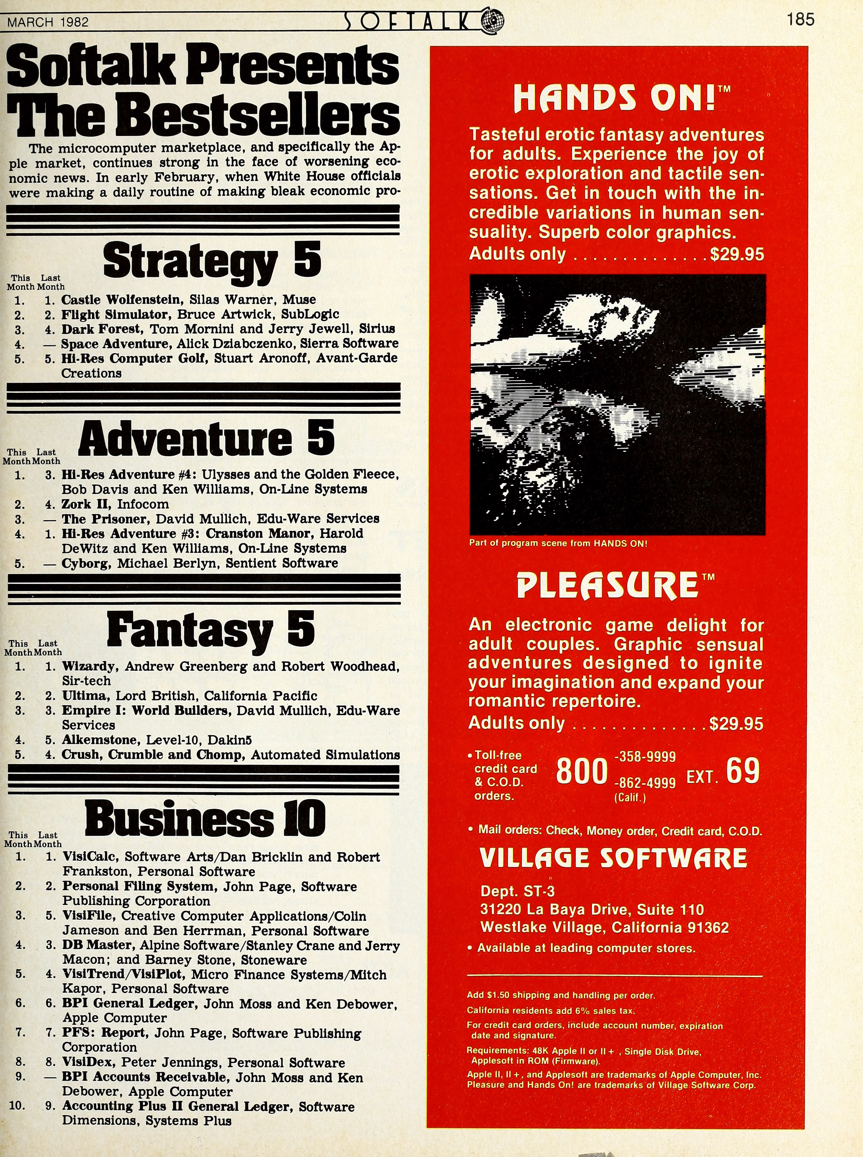 MARCH 1982
SOFTALK
185
Softalk Presents
The Bestsellers
The microcomputer marketplace, and specifically the Ap-
ple market, continues strong in the face of worsening eco-
nomic news. In early February, when White House officials
were making a daily routine of making bleak economic pro-
Strategy 5
This Last
Month Month
1. 1. Castle Wolfenstein, Silas Warner, Muse
2. 2. Flight Simulator, Bruce Artwick, SubLogic
3. 4. Dark Forest, Tom Mornini and Jerry Jewell, Sirius
4. — Space Adventure, Alick Dziabczenko, Sierra Software
5. 5. Hi-Res Computer Golf, Stuart Aronoff, Avant-Garde
Creations
Adventure 5
This Last
Month Month
1. 3. Hi-Res Adventure #4: Ulysses and the Golden Fleece,
Bob Davis and Ken Williams, On-Line Systems
2. 4. Zork II, Infocom
3. — The Prisoner, David Mullich, Edu-Ware Services
4. 1. Hi-Res Adventure #3: Cranston Manor, Harold
DeWitz and Ken Williams, On-Line Systems
5. — Cyborg, Michael Berlyn, Sentient Software
Fantasy 5
This Last
Month Month
1. 1. Wizardy, Andrew Greenberg and Robert Woodhead,
Sir-tech
2. 2. Ultima, Lord British, California Pacific
3. 3. Empire I: World Builders, David Mullich, Edu-Ware
Services
4. 5. Alkemstone, Level-10, Dakin5
5. 4. Crush, Crumble and Chomp, Automated Simulations
Business 10
This Last
Month Month
1. 1. VisiCalc, Software Arts/Dan Bricklin and Robert
Frankston, Personal Software
2. 2. Personal Filing System, John Page, Software
Publishing Corporation
3. 5. VisiFile, Creative Computer Applications/Colin
Jameson and Ben Herrman, Personal Software
4. 3. DB Master, Alpine Software/Stanley Crane and Jerry
Macon; and Barney Stone, Stoneware
5. 4. VisiTrend/VisiPlot, Micro Finance Systems/Mitch
Kapor, Personal Software
6. 6. BPI General Ledger, John Moss and Ken Debower,
Apple Computer
7. 7. PFS: Report, John Page, Software Publishing
Corporation
8. 8. VisiDex, Peter Jennings, Personal Software
9. — BPI Accounts Receivable, John Moss and Ken
Debower, Apple Computer
10. 9. Accounting Plus II General Ledger, Software
Dimensions, Systems Plus
HANDS ON!™
Tasteful erotic fantasy adventures
for adults. Experience the joy of
erotic exploration and tactile sen-
sations. Get in touch with the in-
credible variations in human sen-
suality. Superb color graphics.
Adults only . . . . . . . . . . . . . . $29.95
Part of program scene from HANDS ON!
PLEASURE™
An electronic game delight for
adult couples. Graphic sensual
adventures designed to ignite
your imagination and expand your
romantic repertoire.
Adults only . . . . . . . . . . . . . . $29.95
• Toll-free
credit card
& C.O.D.
orders.
800 -358-9999
-862-4999
(Calif.)
EXT. 69
• Mail orders: Check, Money order, Credit card, C.O.D.
VILLAGE SOFTWARE
Dept. ST-3
31220 La Baya Drive, Suite 110
Westlake Village, California 91362
• Available at leading computer stores.
Add $1.50 shipping and handling per order.
California residents add 6% sales tax.
For credit card orders, include account number, expiration
date and signature.
Requirements: 48K Apple II or II + , Single Disk Drive,
Applesoft in ROM (Firmware).
Apple II, II +, and Applesoft are trademarks of Apple Computer, Inc.
Pleasure and Hands On! are trademarks of Village Software Corp.